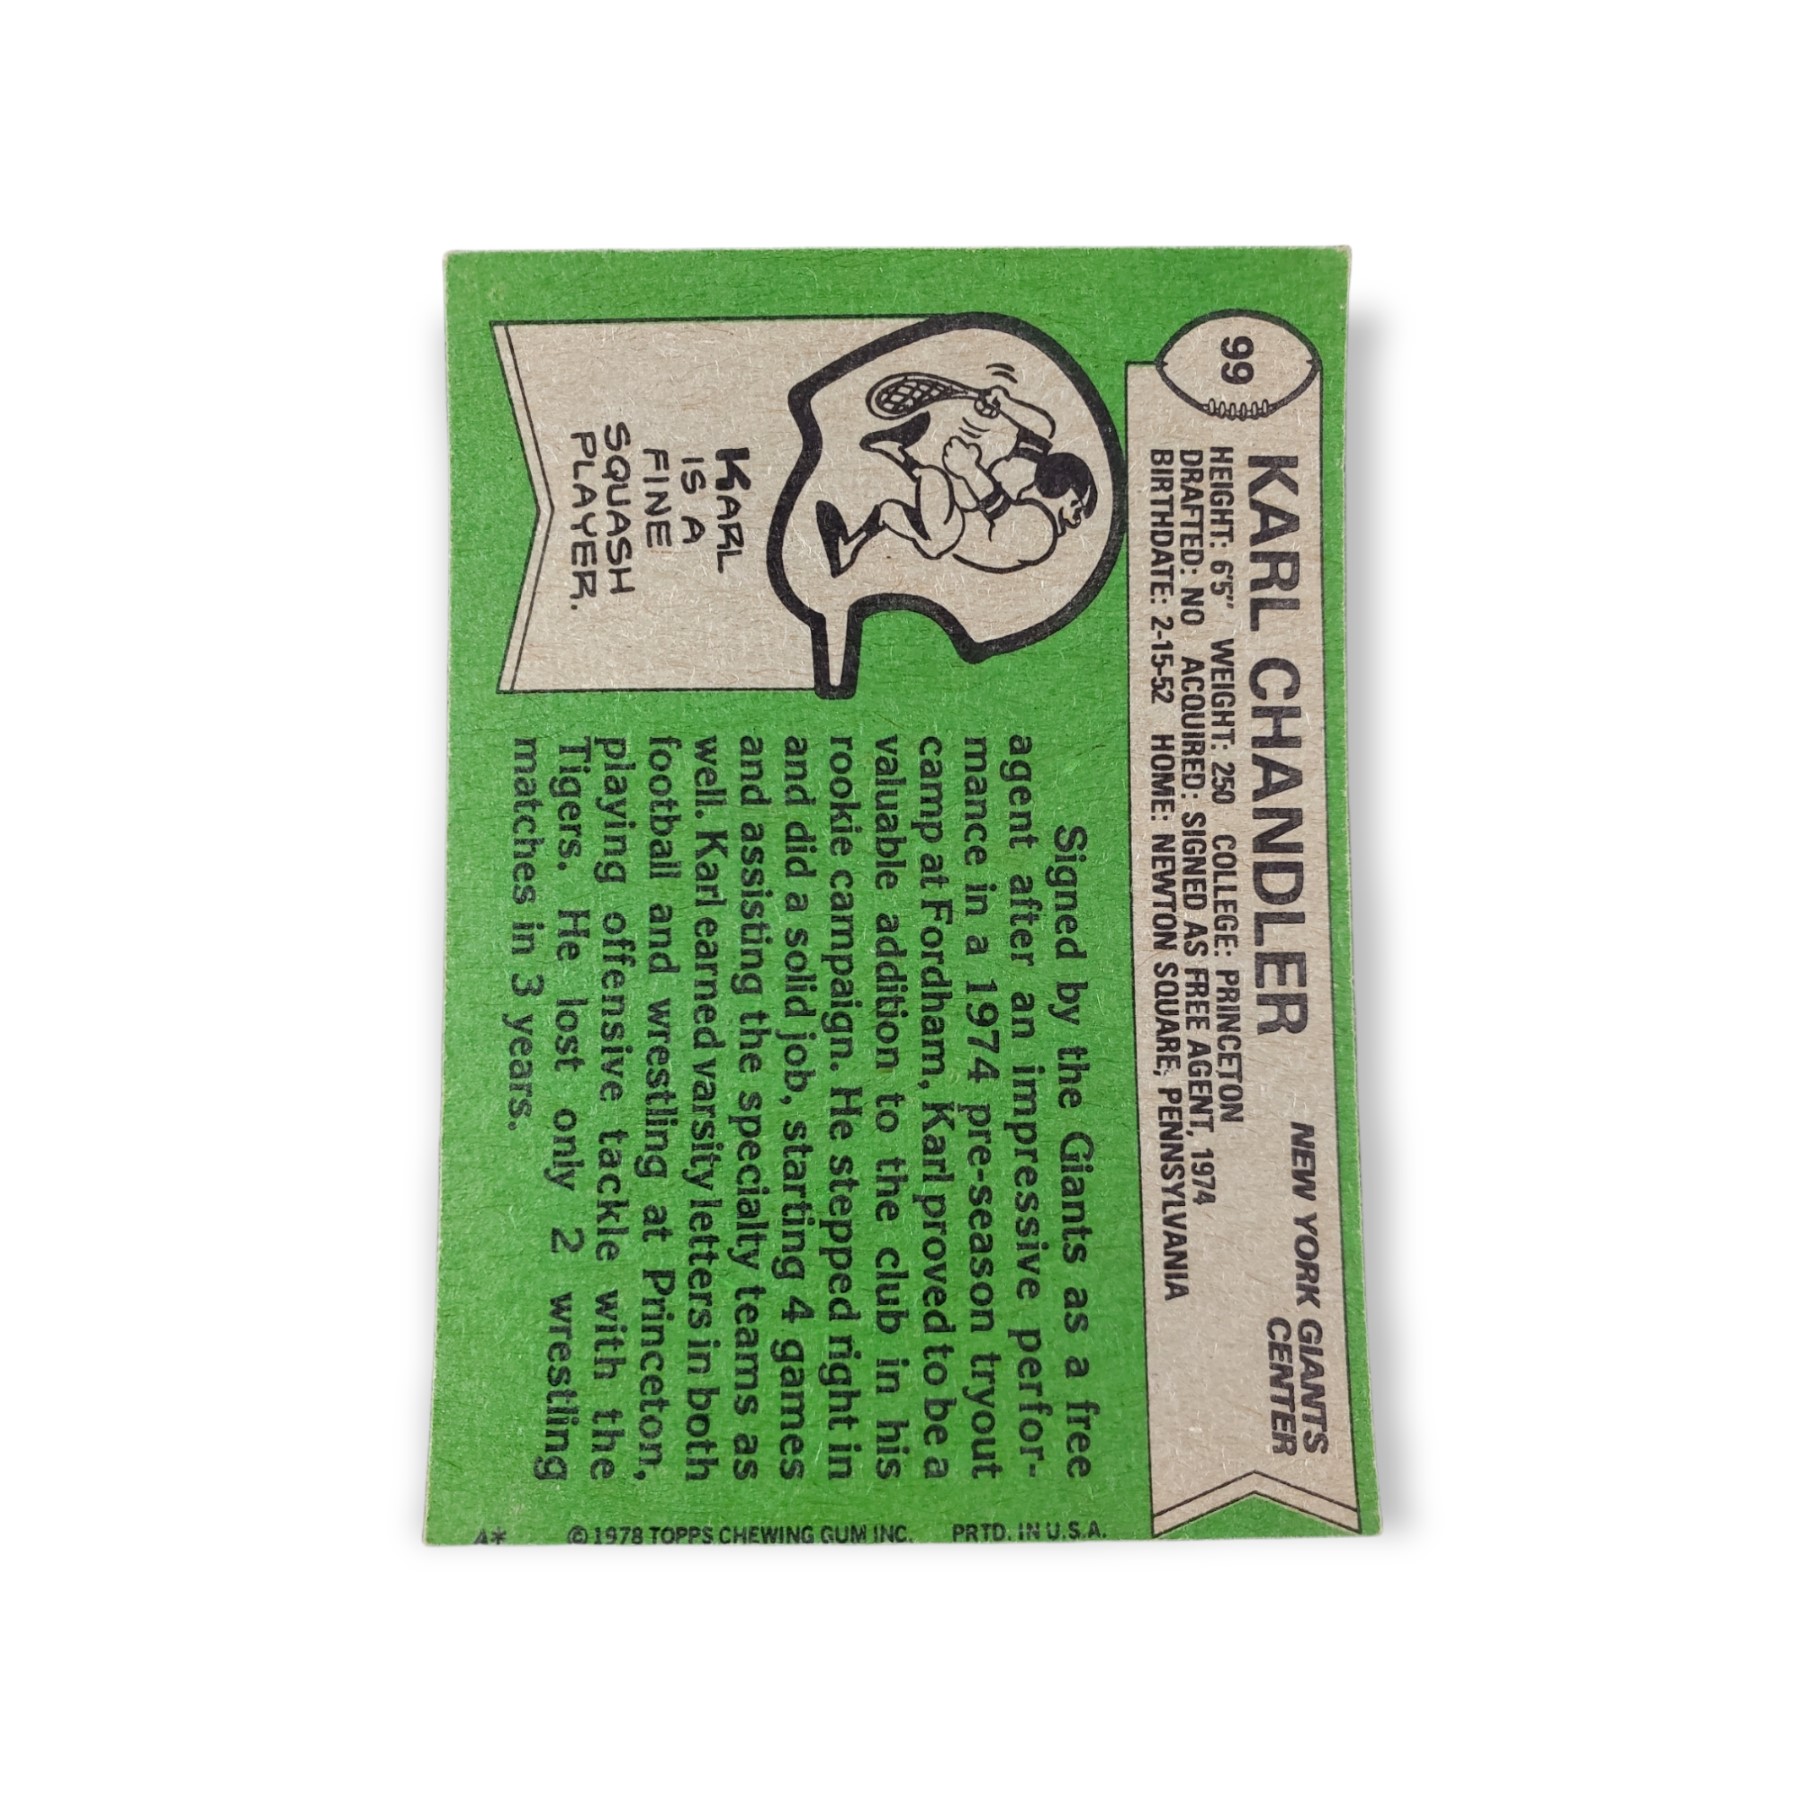 99
KARL CHANDLER
NEW YORK GIANTS
CENTER
HEIGHT: 6'5" WEIGHT: 250 COLLEGE: PRINCETON
DRAFTED: NO ACQUIRED: SIGNED AS FREE AGENT, 1974
BIRTHDATE: 2-15-52 HOME: NEWTON SQUARE, PENNSYLVANIA
KARL
IS A
FINE
SQUASH
PLAYER.
Signed by the Giants as a free
agent after an impressive perfor-
mance in a 1974 pre-season tryout
camp at Fordham, Karl proved to be a
valuable addition to the club in his
rookie campaign. He stepped right in
and did a solid job, starting 4 games
and assisting the specialty teams as
well. Karl earned varsity letters in both
football and wrestling at Princeton,
playing offensive tackle with the
Tigers. He lost only 2 wrestling
matches in 3 years.
A* © 1978 TOPPS CHEWING GUM INC. PRTD. IN U.S.A.